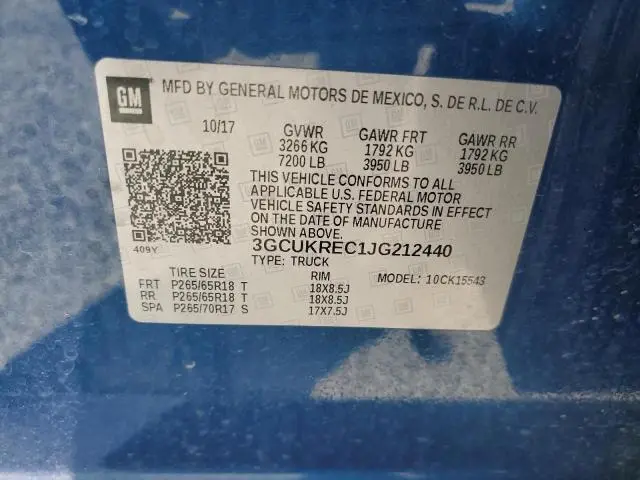 GM
MFD BY GENERAL MOTORS DE MEXICO, S. DE R.L. DE C.V.
10/17 GVWR GAWR FRT GAWR RR
3266 KG 1792 KG 1792 KG
7200 LB 3950 LB 3950 LB
THIS VEHICLE CONFORMS TO ALL
APPLICABLE U.S. FEDERAL MOTOR
VEHICLE SAFETY STANDARDS IN EFFECT
ON THE DATE OF MANUFACTURE
409Y 3GCUKREC1JG212440
TYPE: TRUCK
TIRE SIZE RIM MODEL: 10CK15543
FRT P265/65R18 T 18X8.5J
RR. P265/65R18 T 18X8.5J
SPA P265/70R17 S 17X7.5J